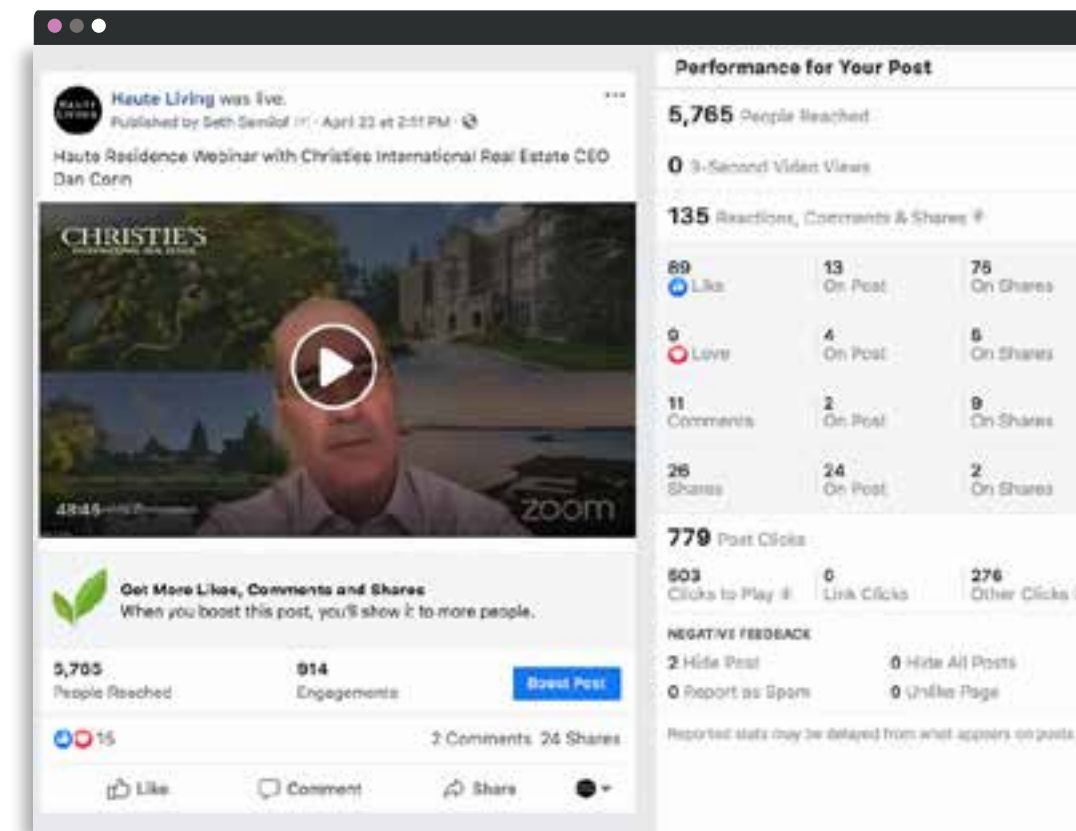 Haute Living was live.
Published by Seth Semilof · April 23 at 2:11 PM ·
Haute Residence Webinar with Christies International Real Estate CEO
Dan Conn
CHRISTIE'S
INTERNATIONAL REAL ESTATE
48:45
zoom
Get More Likes, Comments and Shares
When you boost this post, you'll show it to more people.
5,765
People Reached
914
Engagements
Boost Post
15
2 Comments 24 Shares
Like Comment Share
Performance for Your Post
5,765 People Reached
0 3-Second Video Views
135 Reactions, Comments & Shares
89 13 76
Like On Post On Shares
9 4 5
Love On Post On Shares
11 2 9
Comments On Post On Shares
26 24 2
Shares On Post On Shares
779 Post Clicks
503 0 276
Clicks to Play Link Clicks Other Clicks
NEGATIVE FEEDBACK
2 Hide Post 0 Hide All Posts
0 Report as Spam 0 Unlike Page
Reported stats may be delayed from what appears on posts